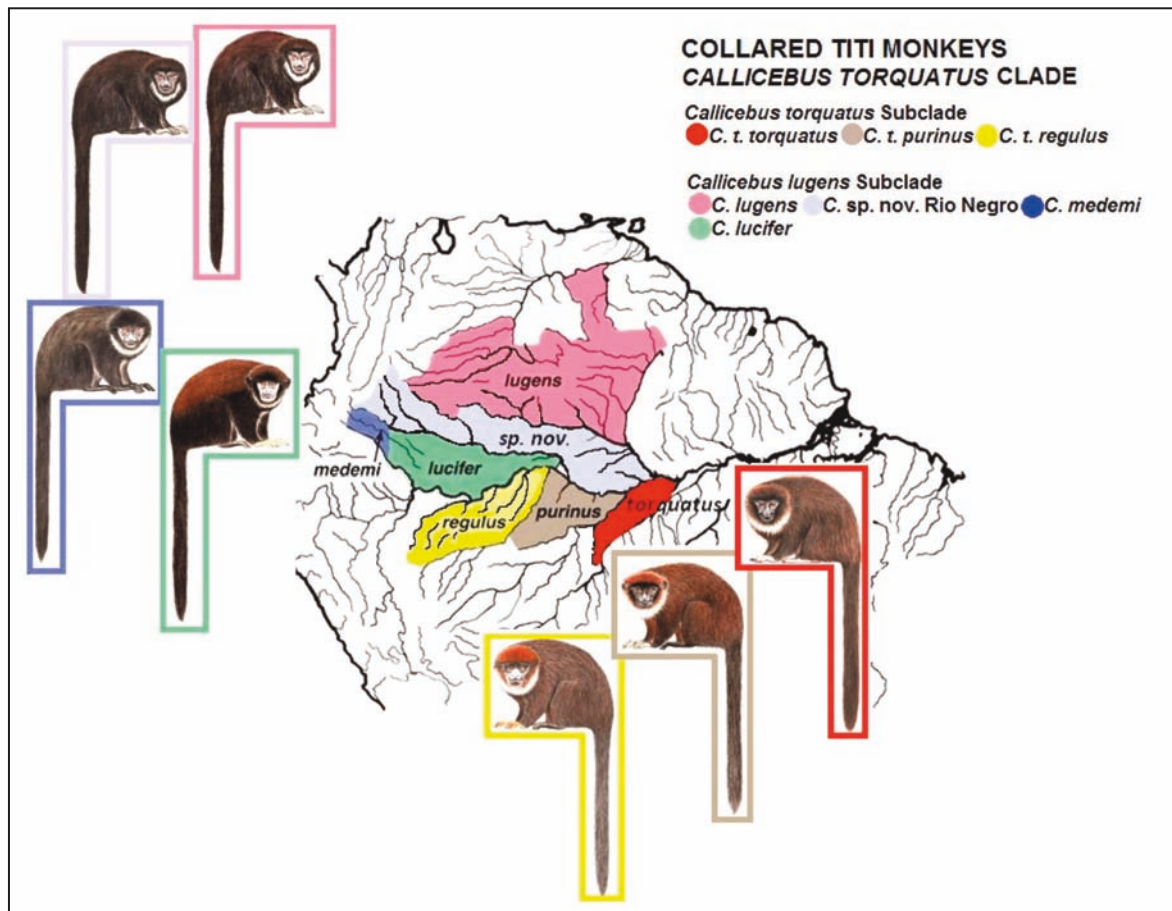 COLLARED TITI MONKEYS
CALLICEBUS TORQUATUS CLADE
Callicebus torquatus Subclade
C. t. torquatus C. t. purinus C. t. regulus
Callicebus lugens Subclade
C. lugens C. sp. nov. Rio Negro C. medemi
C. lucifer
lugens
sp. nov.
medemi
lucifer
regulus
purinus
torquatus